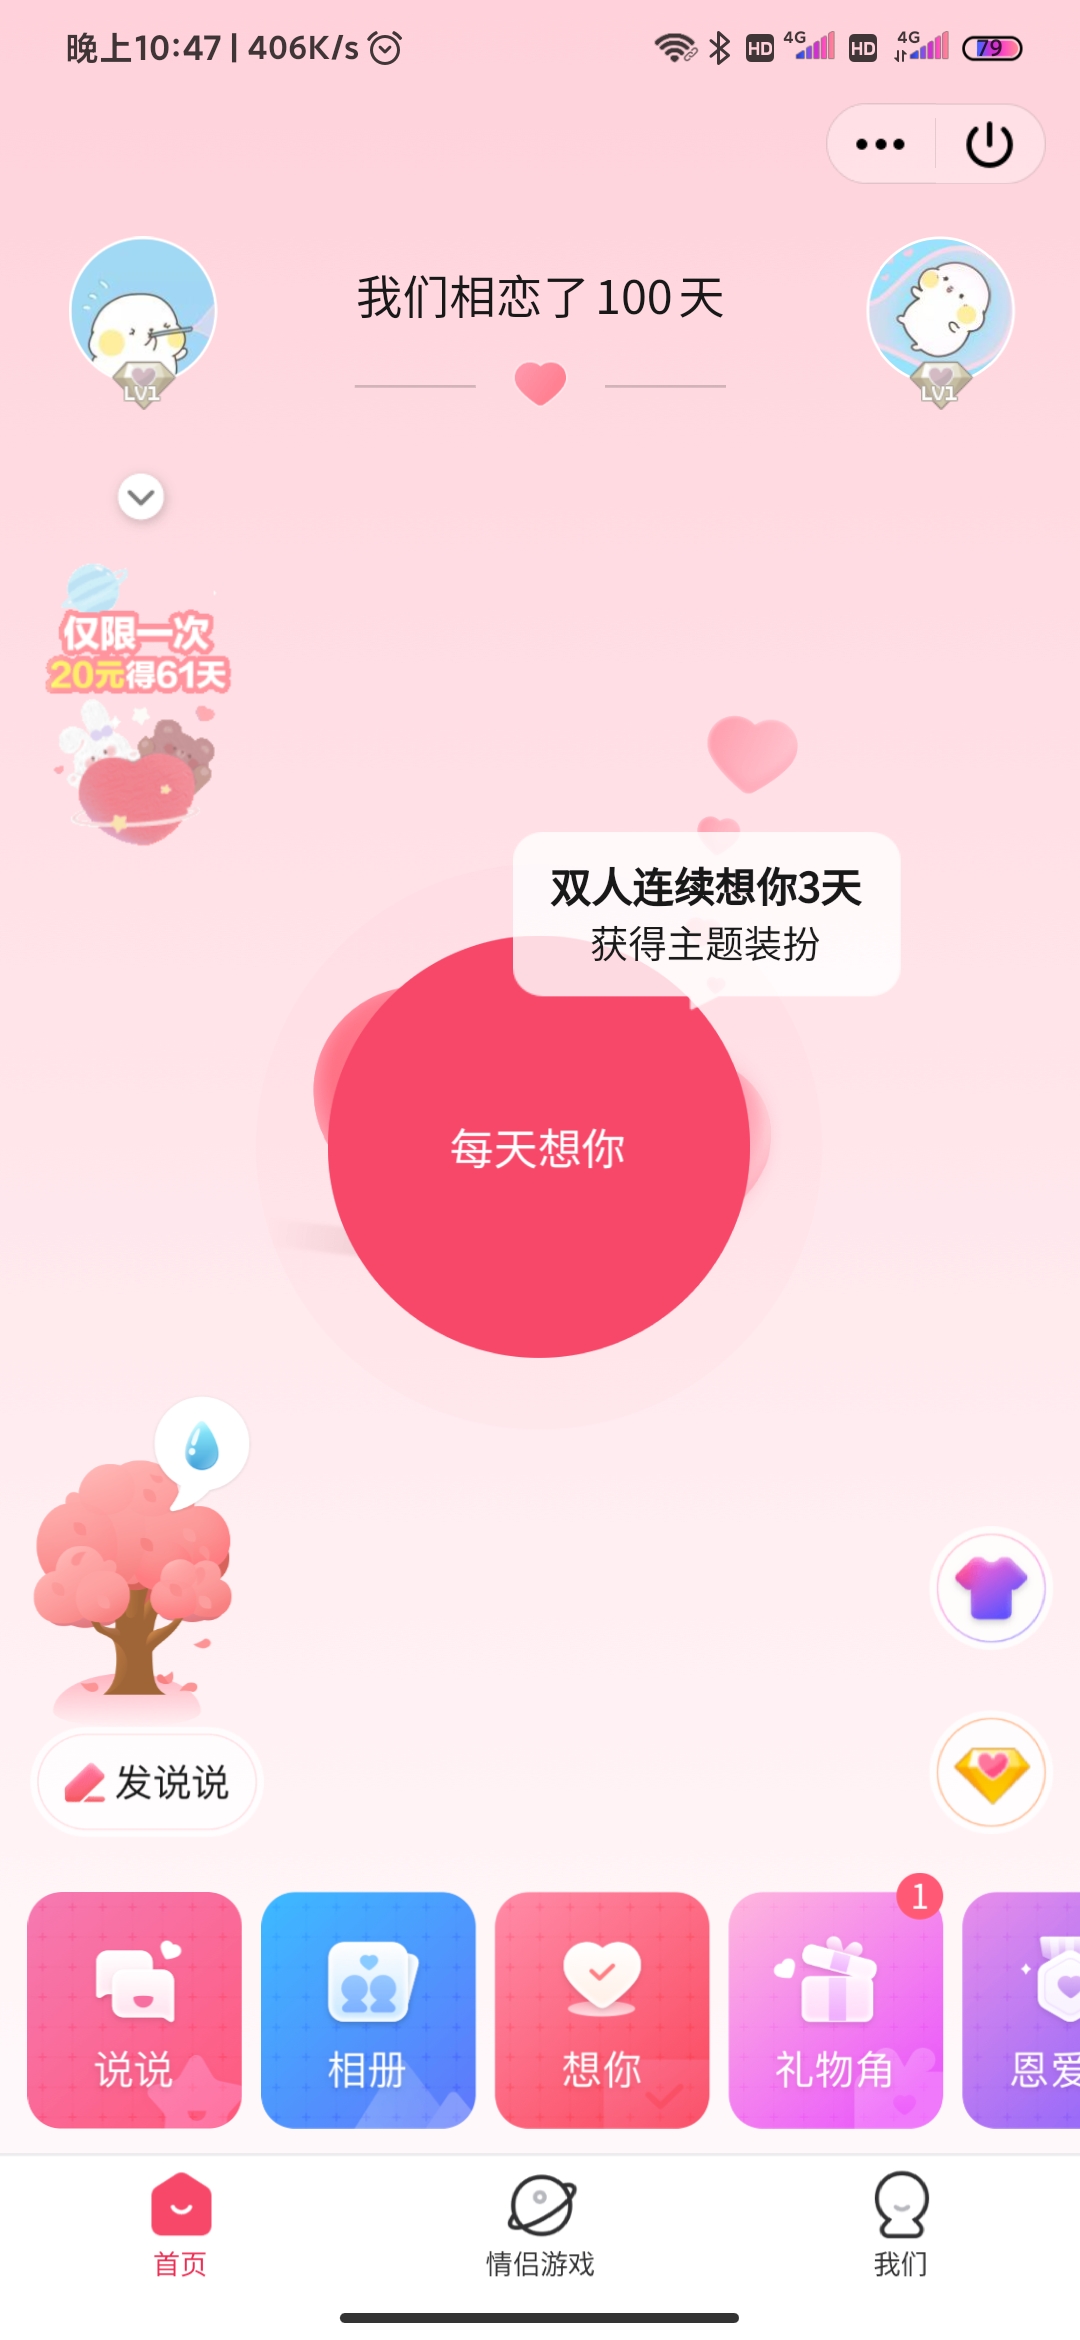 晚上10:47 | 406K/s
HD 4G HD 4G 79
我们相恋了100天
LV1
LV1
仅限一次
20元得61天
双人连续想你3天
获得主题装扮
每天想你
发说说
1
说说
相册
想你
礼物角
恩爱
首页
情侣游戏
我们